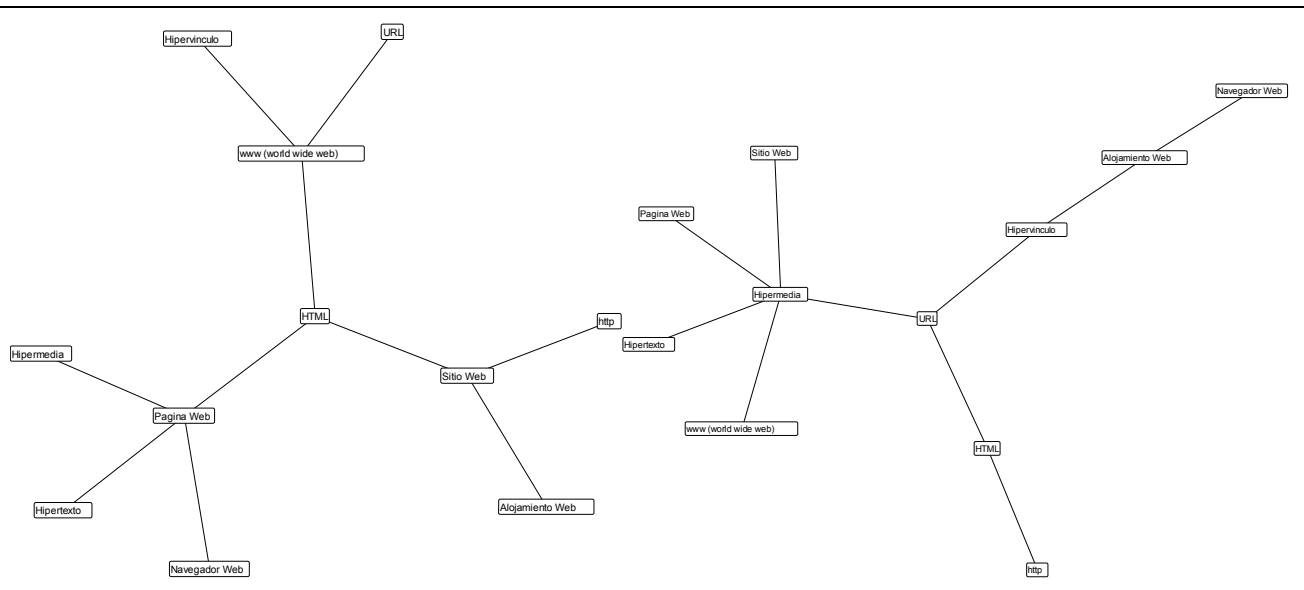 Hipervinculo
URL
www (world wide web)
HTML
http
Hipermedia
Sitio Web
Pagina Web
Hipertexto
Alojamiento Web
Navegador Web
Navegador Web
Sitio Web
Alojamiento Web
Pagina Web
Hipervinculo
Hipermedia
URL
Hipertexto
www (world wide web)
HTML
http